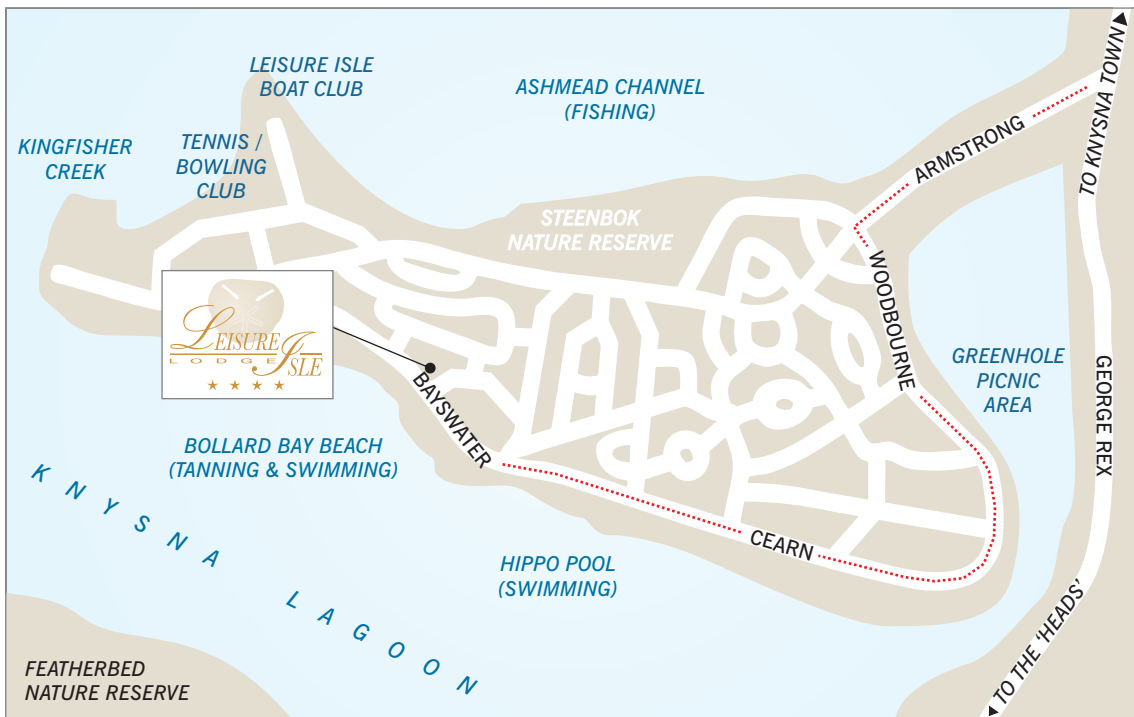 LEISURE ISLE
BOAT CLUB
ASHMEAD CHANNEL
(FISHING)
KINGFISHER
CREEK
TENNIS /
BOWLING
CLUB
TO KNYSNA TOWN
ARMSTRONG
STEENBOK
NATURE RESERVE
WOODBOURNE
LEISURE ISLE
LODGE
GREENHOLE
PICNIC
AREA
GEORGE REX
BAYSWATER
BOLLARD BAY BEACH
(TANNING & SWIMMING)
KNYSNA LAGOON
CEARN
HIPPO POOL
(SWIMMING)
TO THE 'HEADS'
FEATHERBED
NATURE RESERVE